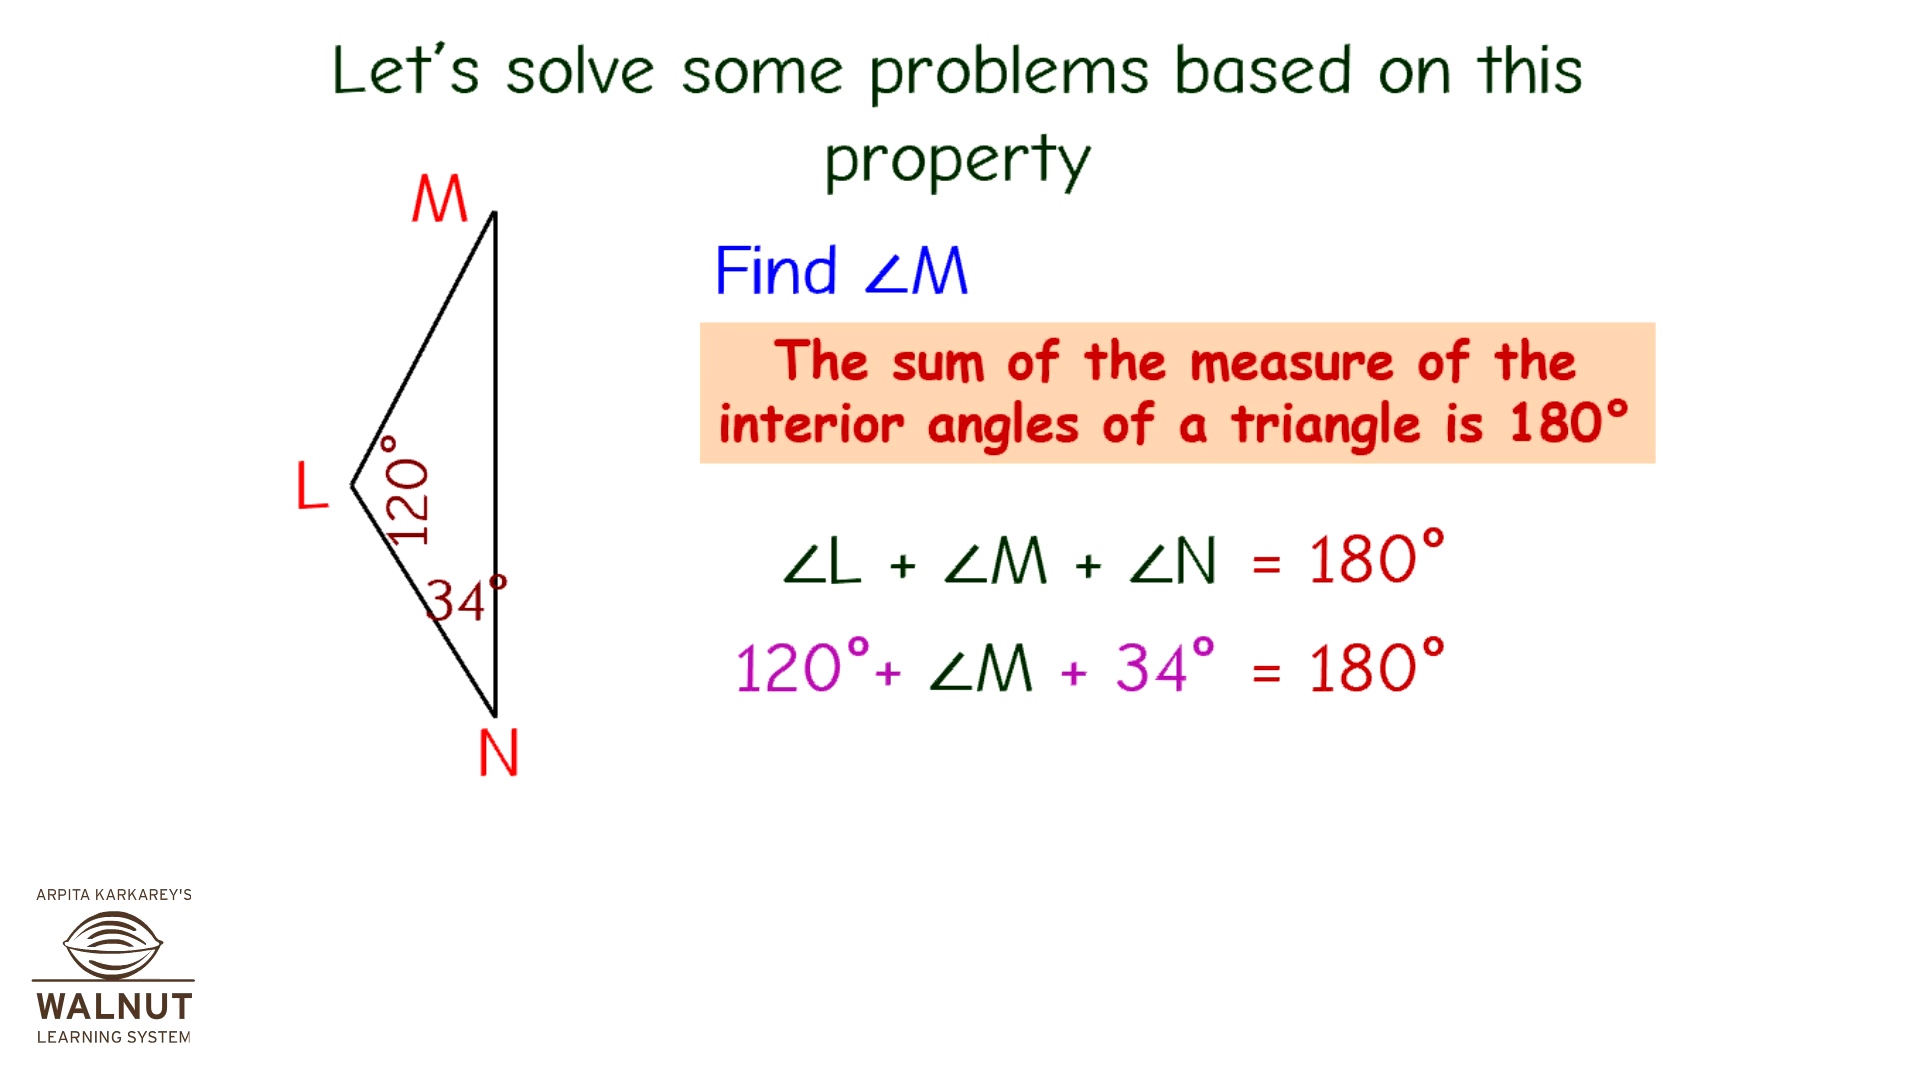 Let's solve some problems based on this
property
M
Find ∠M
The sum of the measure of the
interior angles of a triangle is 180°
L
120°
∠L + ∠M + ∠N = 180°
34°
120°+ ∠M + 34° = 180°
N
ARPITA KARKAREY'S
WALNUT
LEARNING SYSTEM